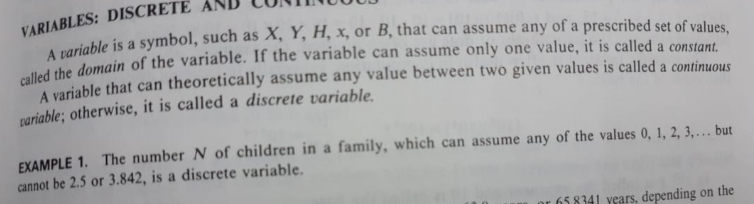 VARIABLES: DISCRETE AND
A variable is a symbol, such as X, Y, H, x, or B, that can assume any of a prescribed set of values,
called the domain of the variable. If the variable can assume only one value, it is called a constant.
A variable that can theoretically assume any value between two given values is called a continuous
variable; otherwise, it is called a discrete variable.
EXAMPLE 1. The number N of children in a family, which can assume any of the values 0, 1, 2, 3,... but
cannot be 2.5 or 3.842, is a discrete variable.
or 65.8341 years, depending on the